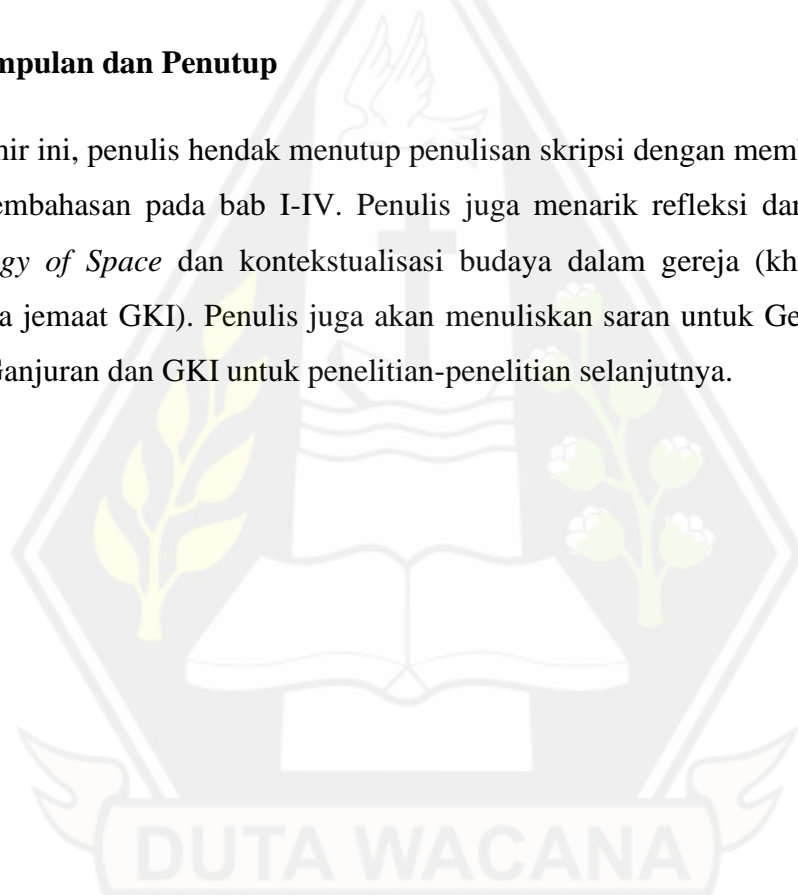 mpulan dan Penutup
hir ini, penulis hendak menutup penulisan skripsi dengan mem
embahasan pada bab I-IV. Penulis juga menarik refleksi dar
gy of Space dan kontekstualisasi budaya dalam gereja (kh
a jemaat GKI). Penulis juga akan menuliskan saran untuk Ge
Ganjuran dan GKI untuk penelitian-penelitian selanjutnya.
DUTA WACANA